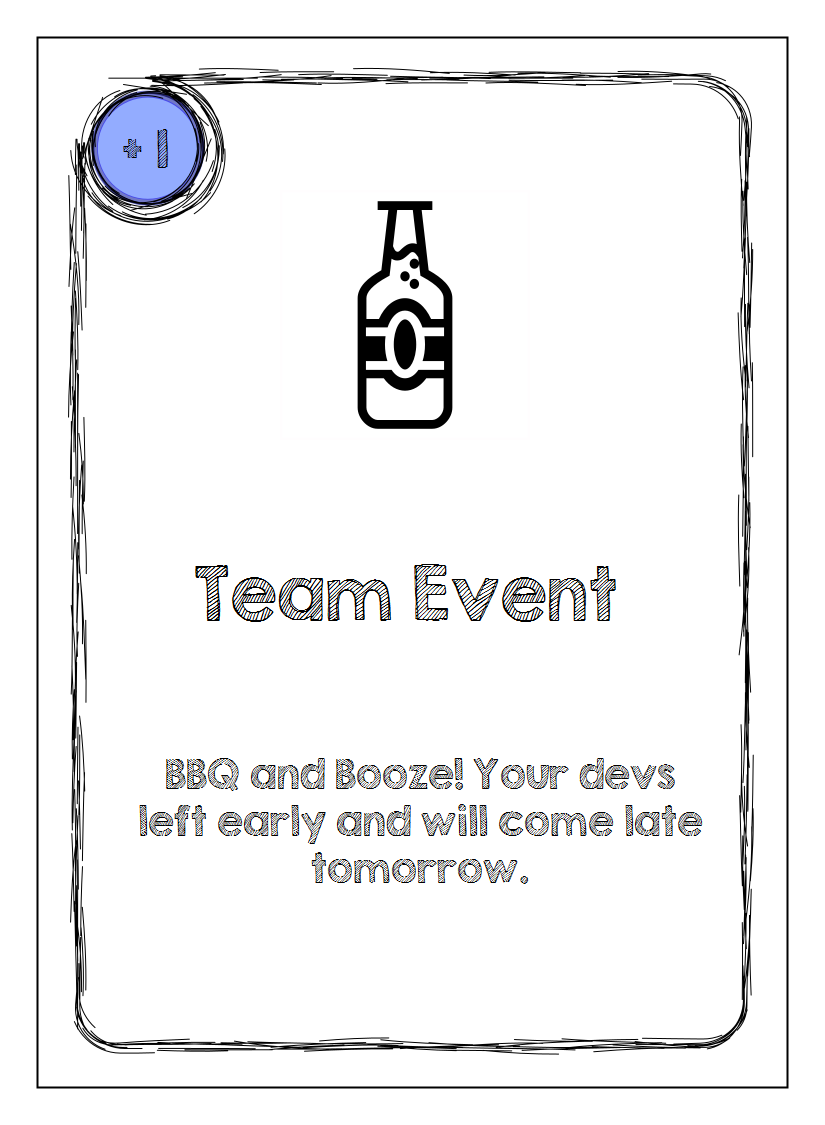 +1
Team Event
BBQ and Booze! Your devs
left early and will come late
tomorrow.